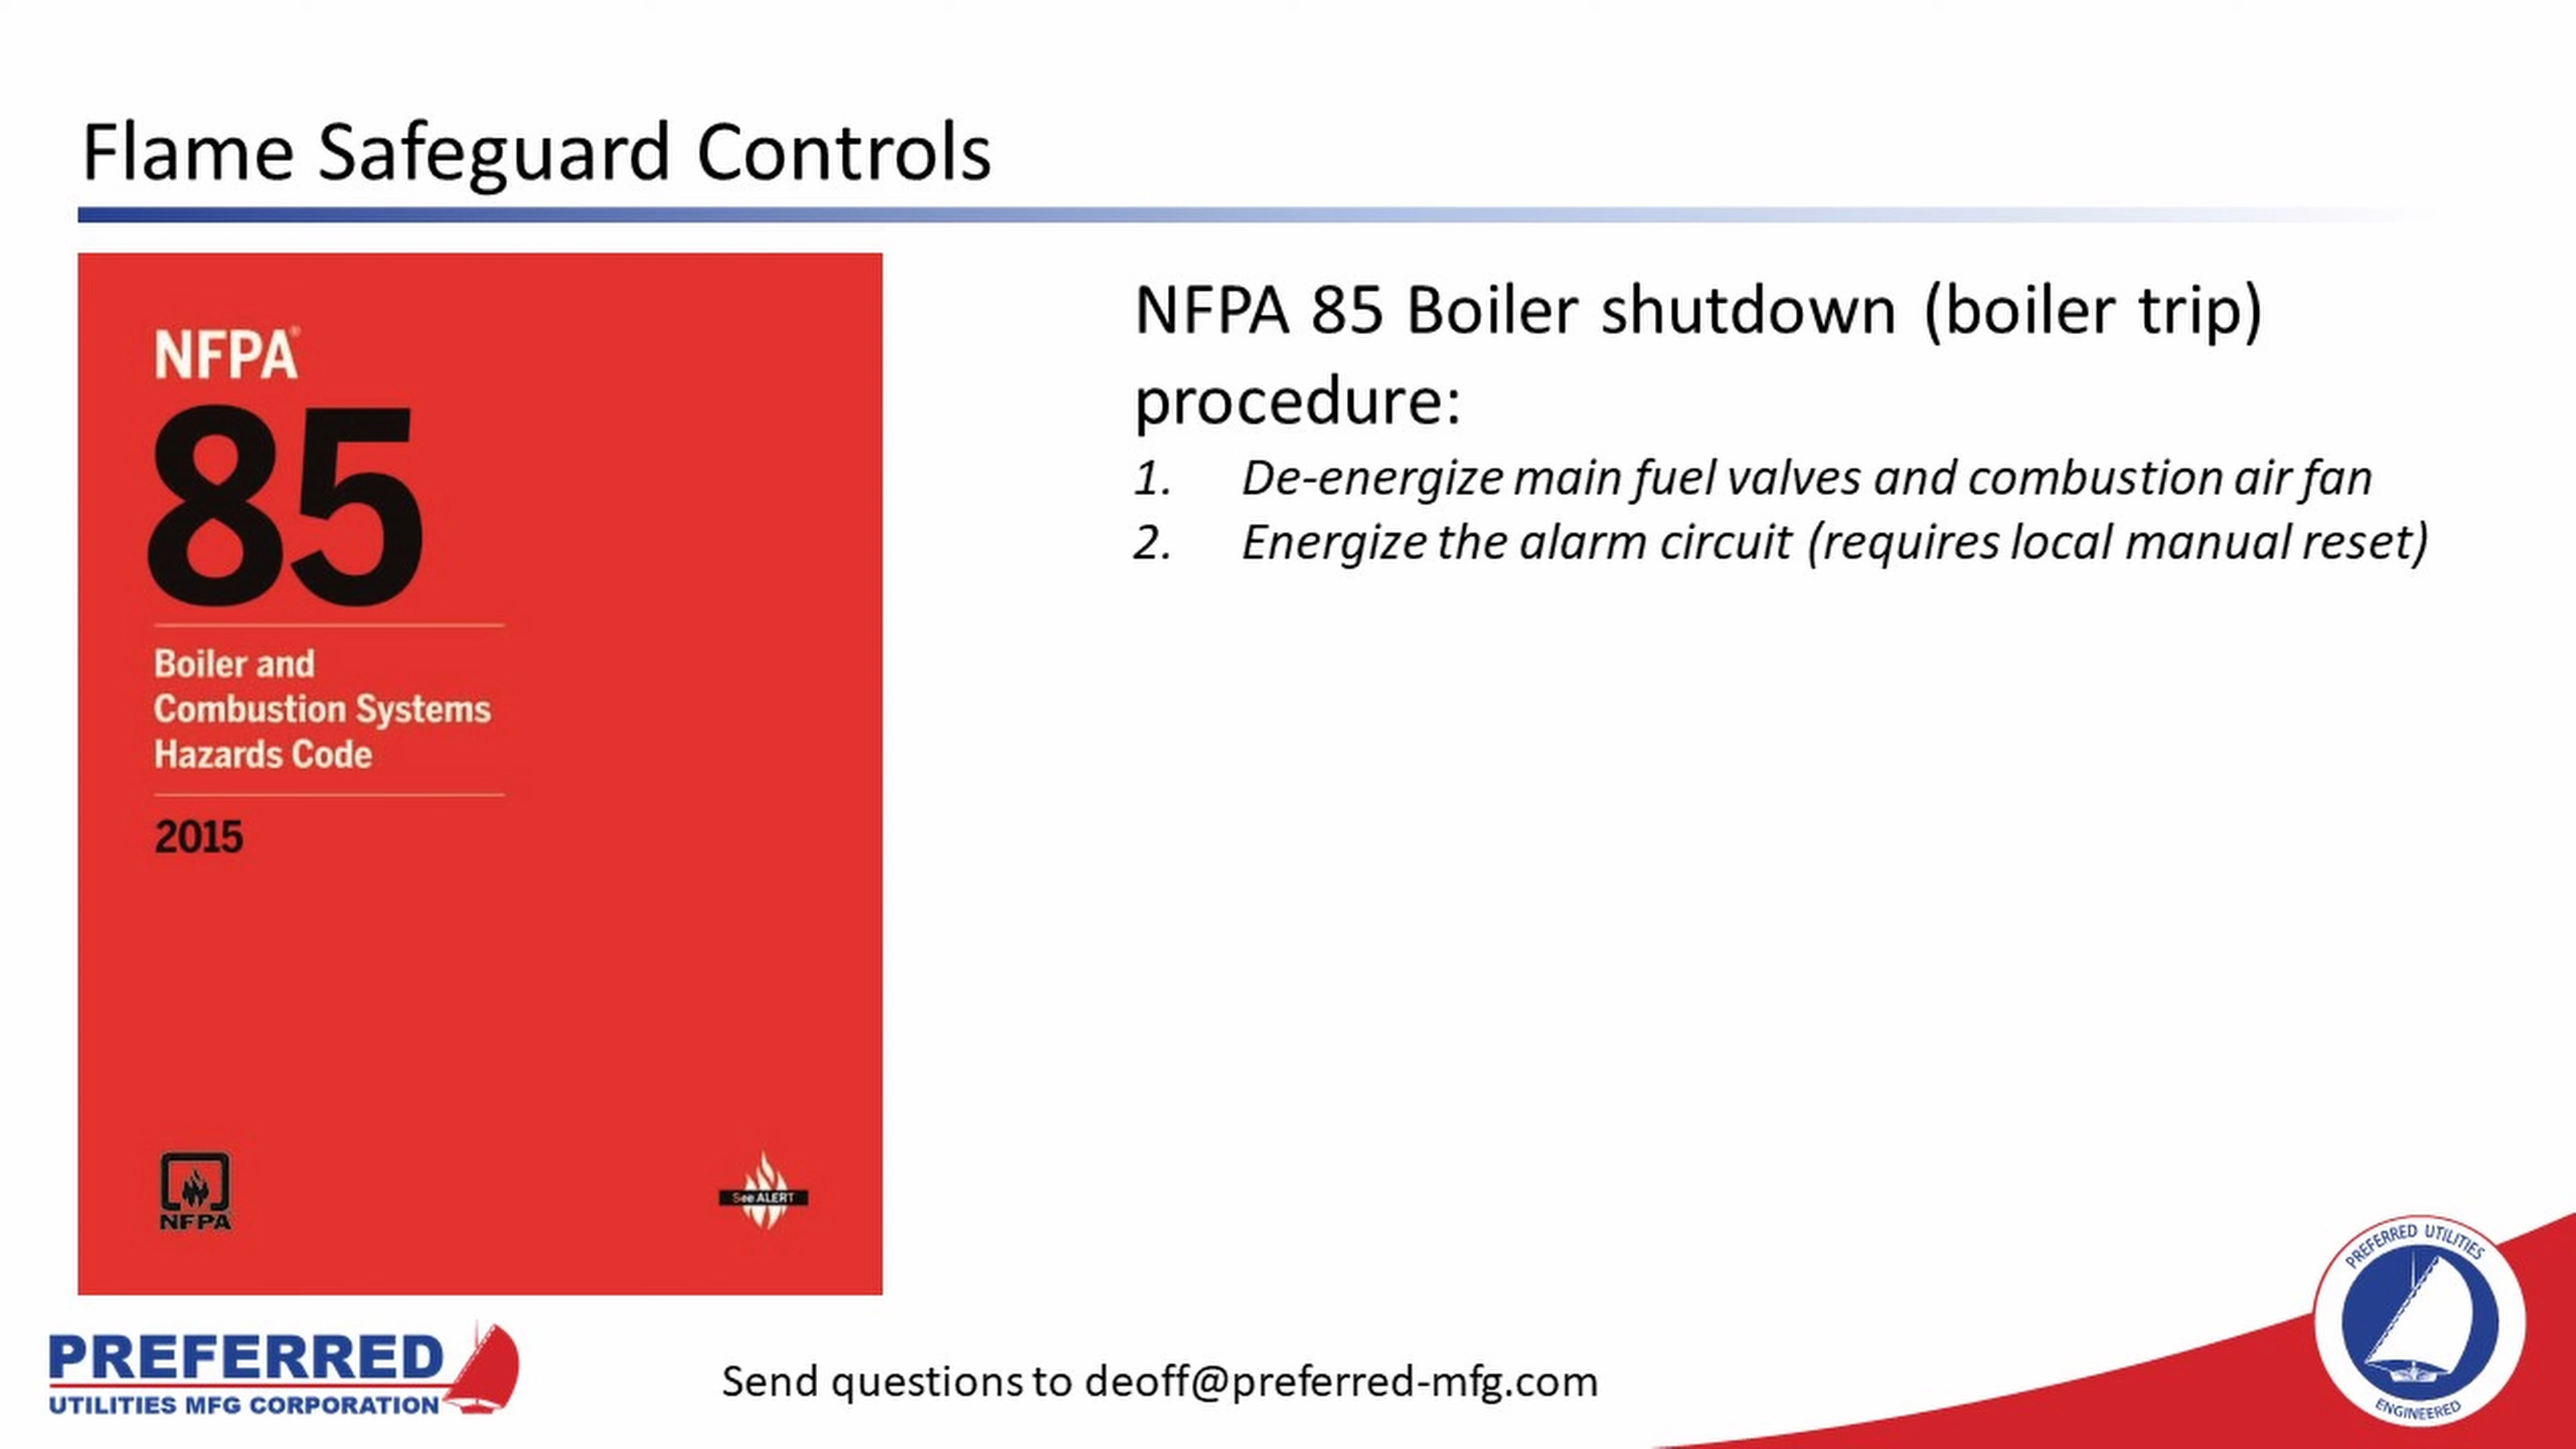 Flame Safeguard Controls
NFPA®
85
Boiler and
Combustion Systems
Hazards Code
2015
NFPA
See ALERT
NFPA 85 Boiler shutdown (boiler trip)
procedure:
1. De-energize main fuel valves and combustion air fan
2. Energize the alarm circuit (requires local manual reset)
PREFERRED
UTILITIES MFG CORPORATION
Send questions to deoff@preferred-mfg.com
PREFERRED UTILITIES
ENGINEERED